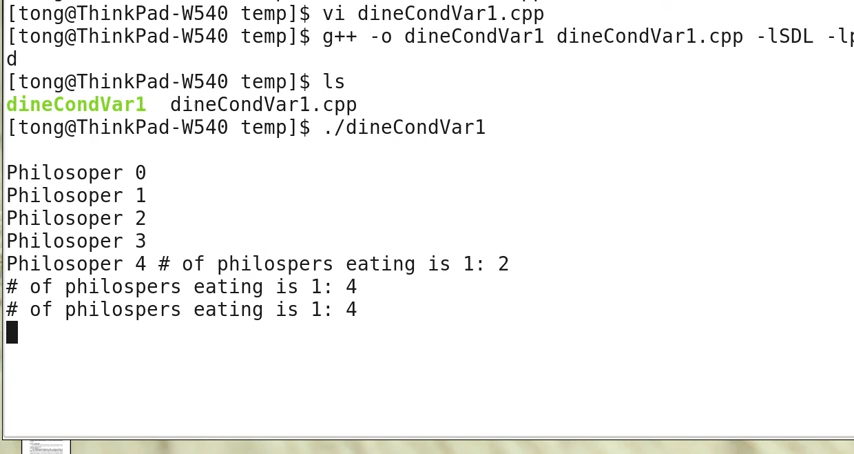 [tong@ThinkPad-W540 temp]$ vi dineCondVar1.cpp
[tong@ThinkPad-W540 temp]$ g++ -o dineCondVar1 dineCondVar1.cpp -lSDL -lp
d
[tong@ThinkPad-W540 temp]$ ls
dineCondVar1  dineCondVar1.cpp
[tong@ThinkPad-W540 temp]$ ./dineCondVar1
Philosoper 0
Philosoper 1
Philosoper 2
Philosoper 3
Philosoper 4 # of philospers eating is 1: 2
# of philospers eating is 1: 4
# of philospers eating is 1: 4